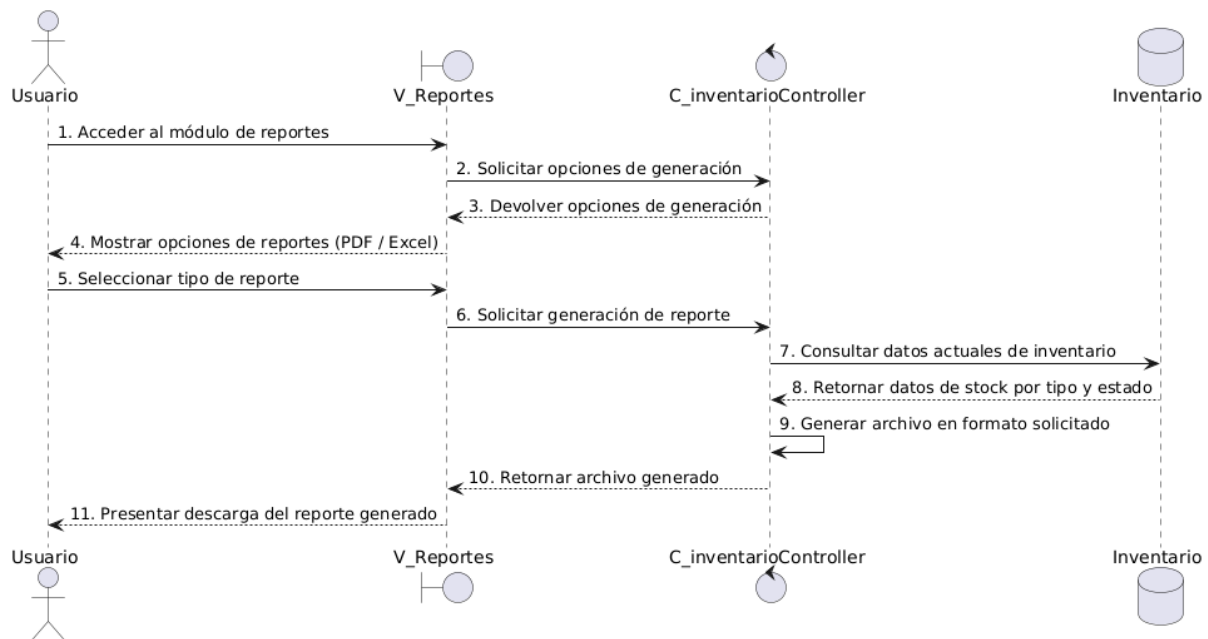 Usuario
V_Reportes
C_inventarioController
Inventario
1. Acceder al módulo de reportes
2. Solicitar opciones de generación
3. Devolver opciones de generación
4. Mostrar opciones de reportes (PDF / Excel)
5. Seleccionar tipo de reporte
6. Solicitar generación de reporte
7. Consultar datos actuales de inventario
8. Retornar datos de stock por tipo y estado
9. Generar archivo en formato solicitado
10. Retornar archivo generado
11. Presentar descarga del reporte generado
Usuario
V_Reportes
C_inventarioController
Inventario